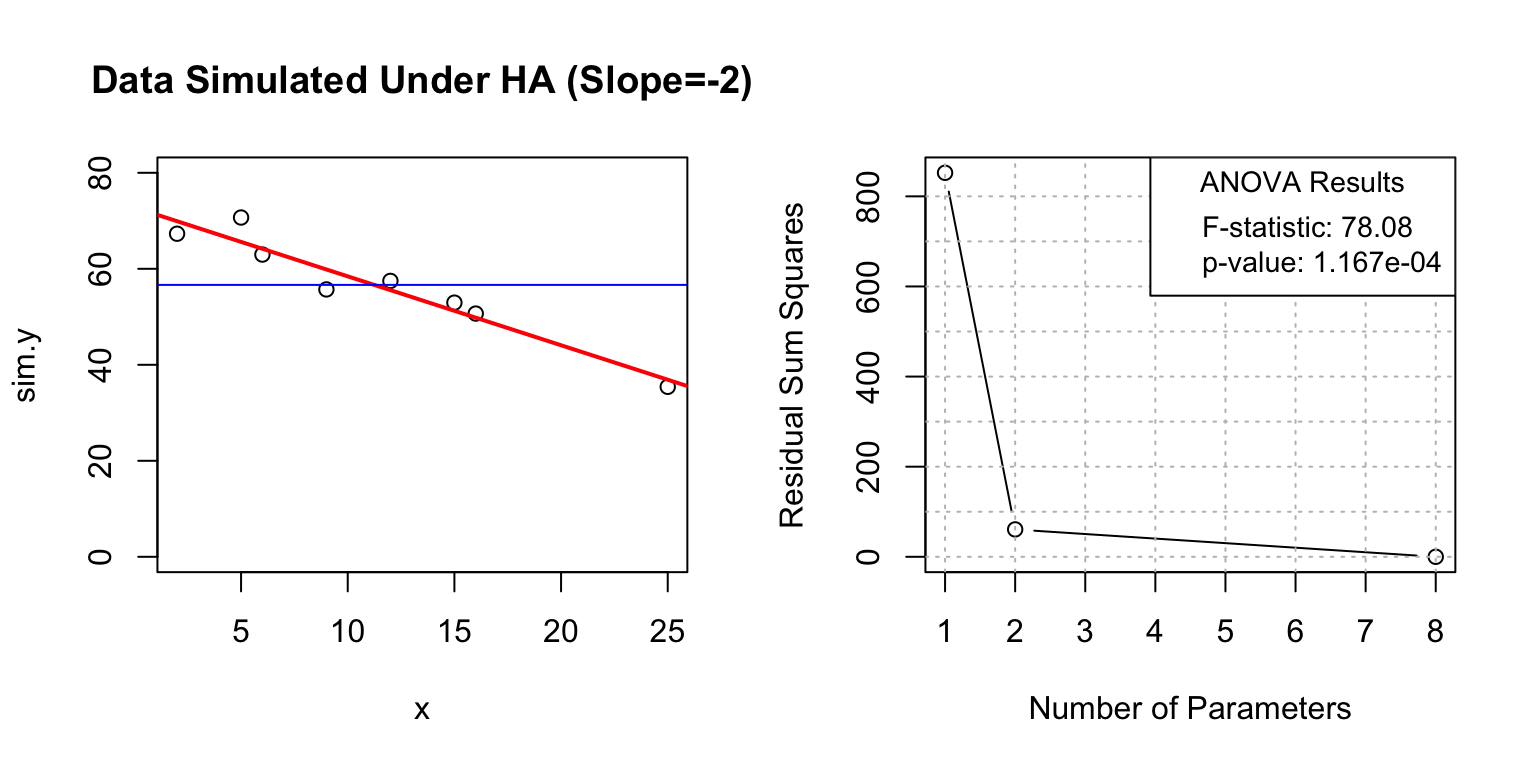 Data Simulated Under HA (Slope=-2)
sim.y
80
60
40
20
0
5 10 15 20 25
x
Residual Sum Squares
800
600
400
200
0
ANOVA Results
F-statistic: 78.08
p-value: 1.167e-04
1 2 3 4 5 6 7 8
Number of Parameters